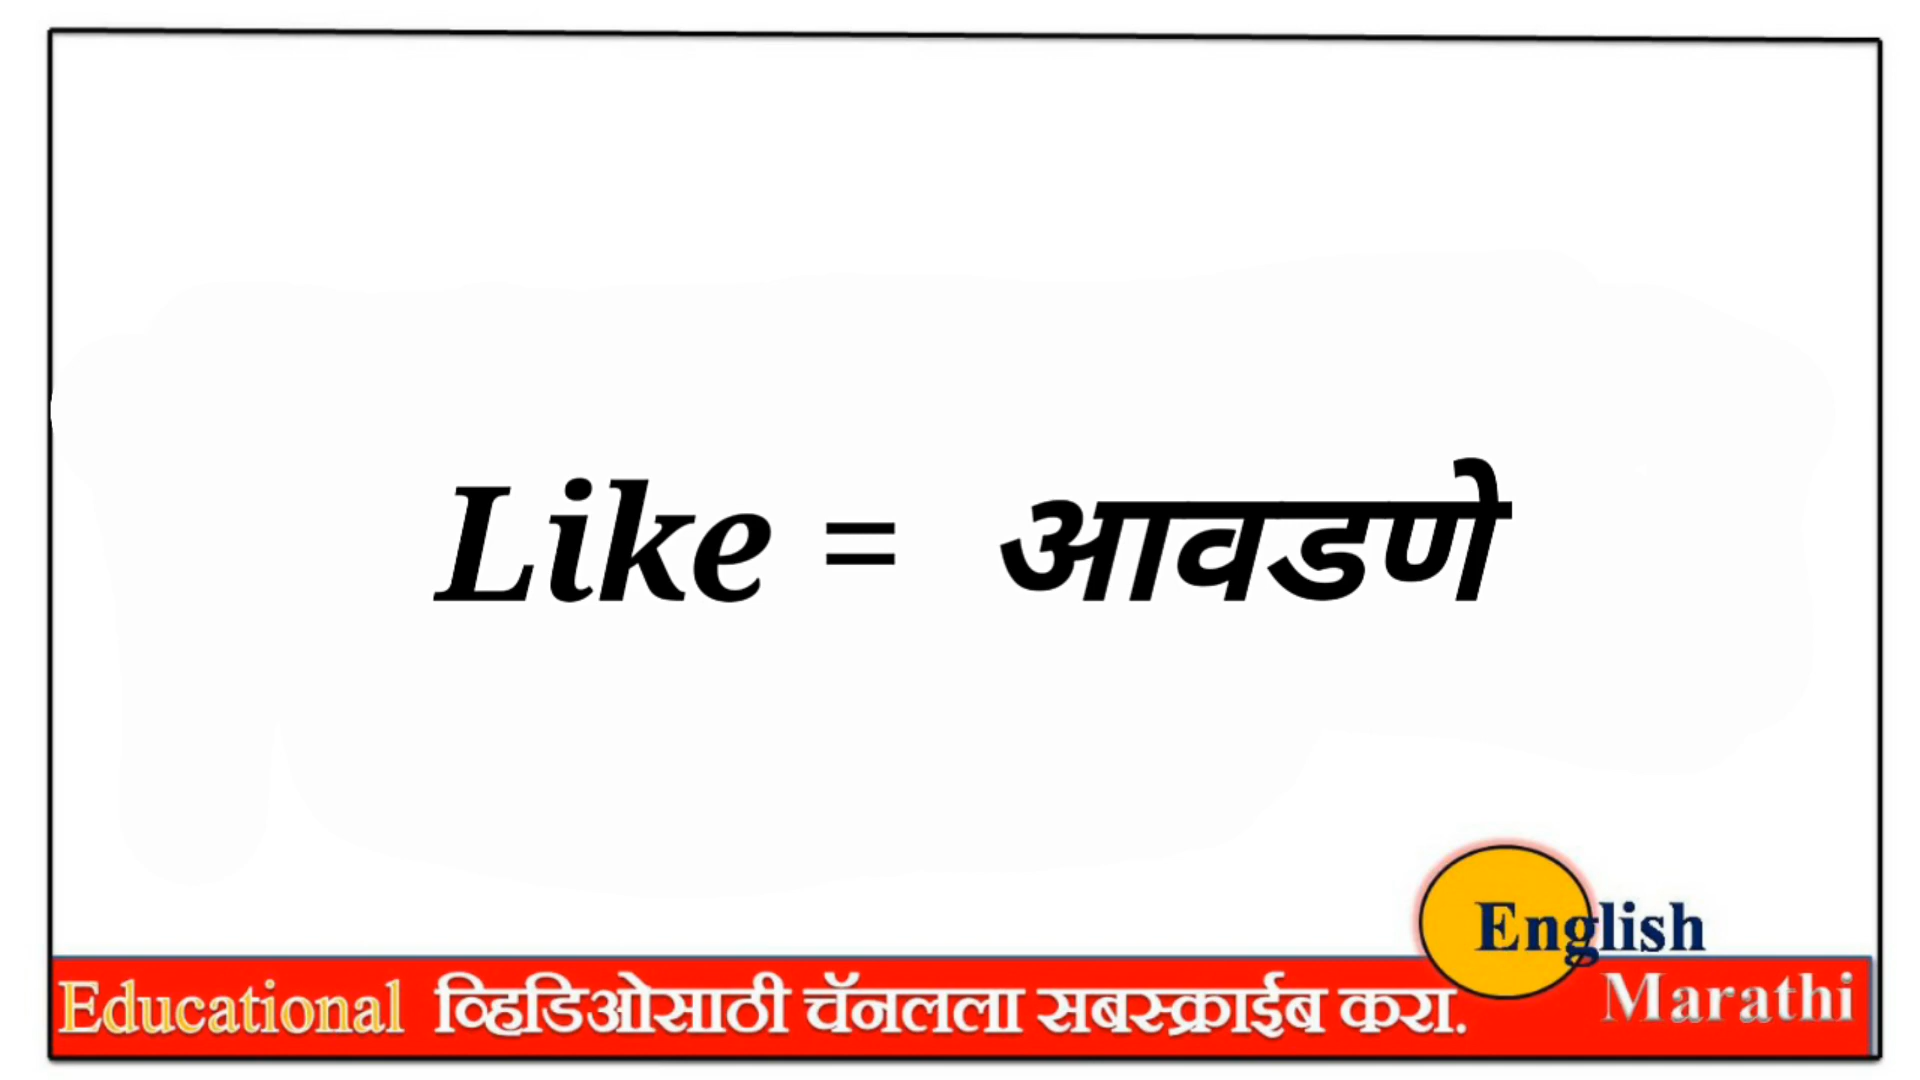 Like = आवडणे
English
Educational व्हिडिओसाठी चॅनलला सबस्क्राईब करा.
Marathi